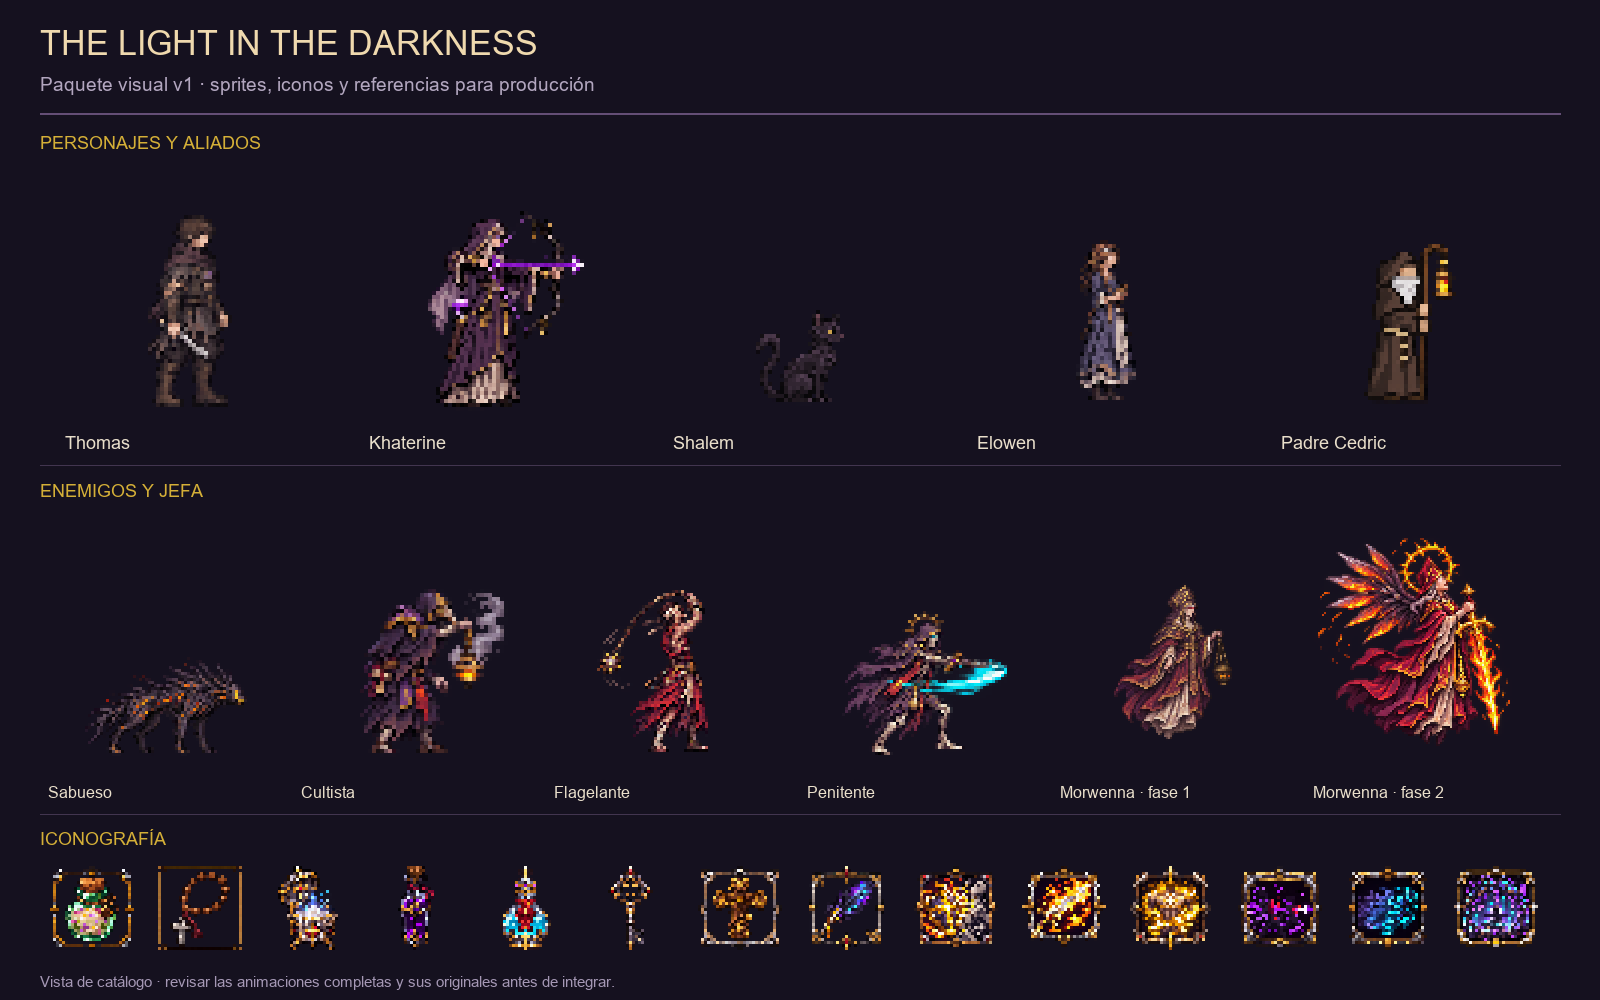 THE LIGHT IN THE DARKNESS
Paquete visual v1 · sprites, iconos y referencias para producción
PERSONAJES Y ALIADOS
Thomas
Khaterine
Shalem
Elowen
Padre Cedric
ENEMIGOS Y JEFA
Sabueso
Cultista
Flagelante
Penitente
Morwenna · fase 1
Morwenna · fase 2
ICONOGRAFÍA
Vista de catálogo · revisar las animaciones completas y sus originales antes de integrar.